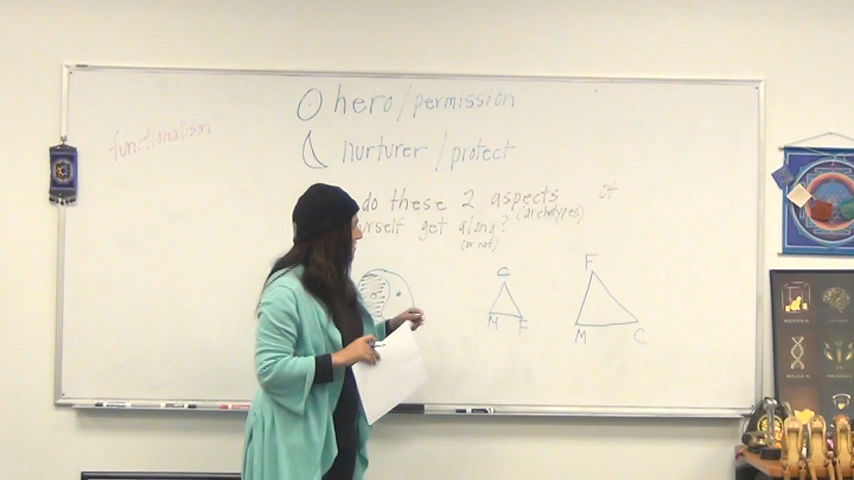 functionalism
hero/permission
nurturer/protect
do these 2 aspects of
(archetypes)
urself get along?
(or not)
C
M F
F
M C